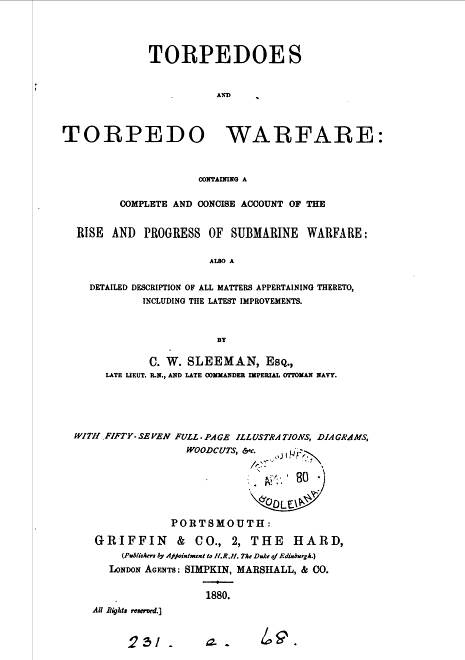 TORPEDOES
AND
TORPEDO WARFARE:
CONTAINING A
COMPLETE AND CONCISE ACCOUNT OF THE
RISE AND PROGRESS OF SUBMARINE WARFARE:
ALSO A
DETAILED DESCRIPTION OF ALL MATTERS APPERTAINING THERETO,
INCLUDING THE LATEST IMPROVEMENTS.
BY
C. W. SLEEMAN, ESQ.,
LATE LIEUT. R.N., AND LATE COMMANDER IMPERIAL OTTOMAN NAVY.
WITH FIFTY-SEVEN FULL-PAGE ILLUSTRATIONS, DIAGRAMS,
WOODCUTS, &c.
80
BODLEIANA
PORTSMOUTH:
GRIFFIN & CO., 2, THE HARD,
(Publishers by Appointment to H.R.H. The Duke of Edinburgh.)
LONDON AGENTS: SIMPKIN, MARSHALL, & CO.
1880.
All Rights reserved.]
231. e. 68.